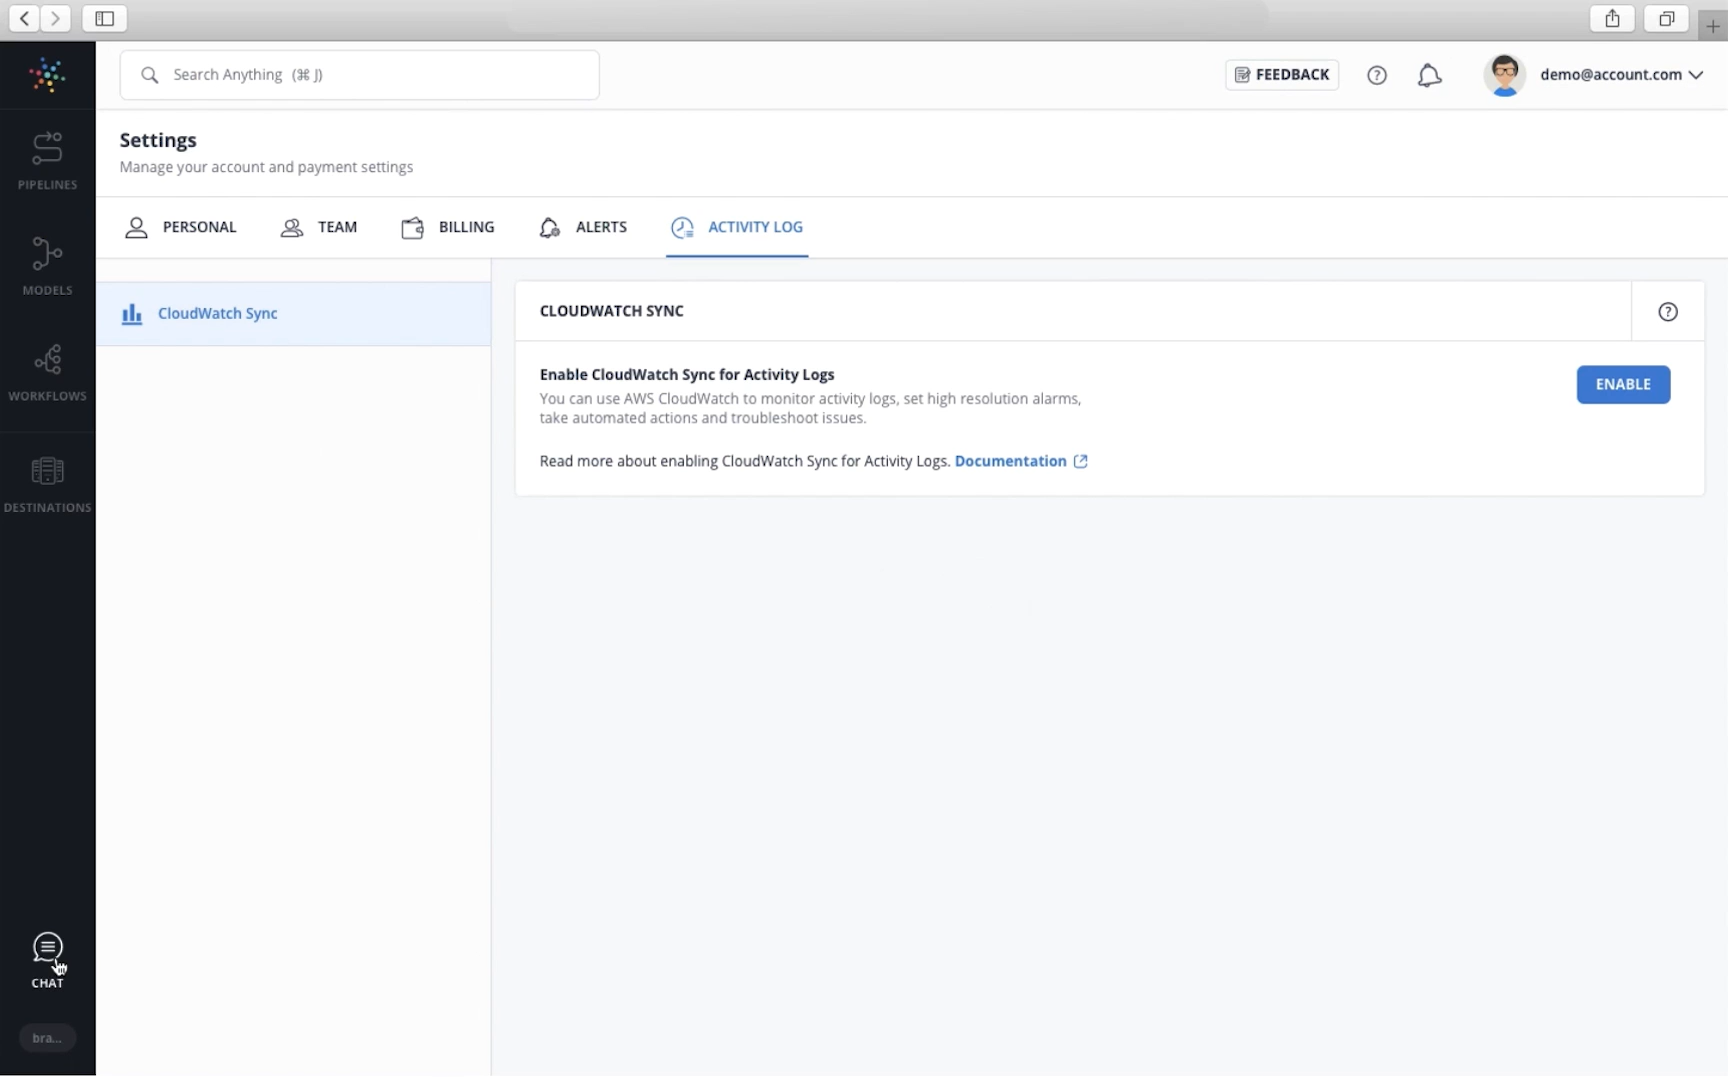 Search Anything (⌘ J)
FEEDBACK
demo@account.com
Settings
Manage your account and payment settings
PERSONAL
TEAM
BILLING
ALERTS
ACTIVITY LOG
PIPELINES
MODELS
WORKFLOWS
DESTINATIONS
CHAT
bra...
CloudWatch Sync
CLOUDWATCH SYNC
Enable CloudWatch Sync for Activity Logs
You can use AWS CloudWatch to monitor activity logs, set high resolution alarms,
take automated actions and troubleshoot issues.
ENABLE
Read more about enabling CloudWatch Sync for Activity Logs. Documentation